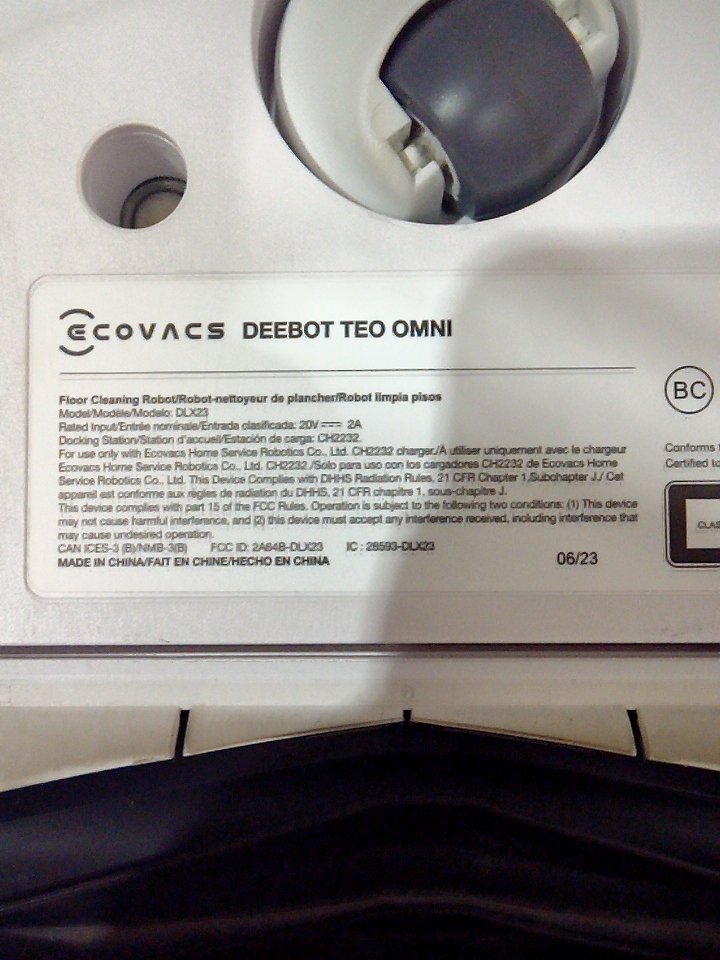 ECOVACS DEEBOT TEO OMNI
Floor Cleaning Robot/Robot-nettoyeur de plancher/Robot limpia pisos
Model/Modèle/Modelo: DLX23
Rated Input/Entrée nominale/Entrada clasificada: 20V 2A
Docking Station/Station d'accueil/Estación de carga: CH2232.
For use only with Ecovacs Home Service Robotics Co., Ltd. CH2232 charger./À utiliser uniquement avec le chargeur
Ecovacs Home Service Robotics Co., Ltd. CH2232 /Sólo para uso con los cargadores CH2232 de Ecovacs Home
Service Robotics Co., Ltd. This Device Complies with DHHS Radiation Rules, 21 CFR Chapter 1,Subchapter J./ Cet
appareil est conforme aux règles de radiation du DHHS, 21 CFR chapitre 1, sous-chapitre J.
This device complies with part 15 of the FCC Rules. Operation is subject to the following two conditions: (1) This device
may not cause harmful interference, and (2) this device must accept any interference received, including interference that
may cause undesired operation.
CAN ICES-3 (B)/NMB-3(B) FCC ID: 2A64B-DLX23 IC : 28593-DLX23
MADE IN CHINA/FAIT EN CHINE/HECHO EN CHINA 06/23
BC
Conforms
Certified